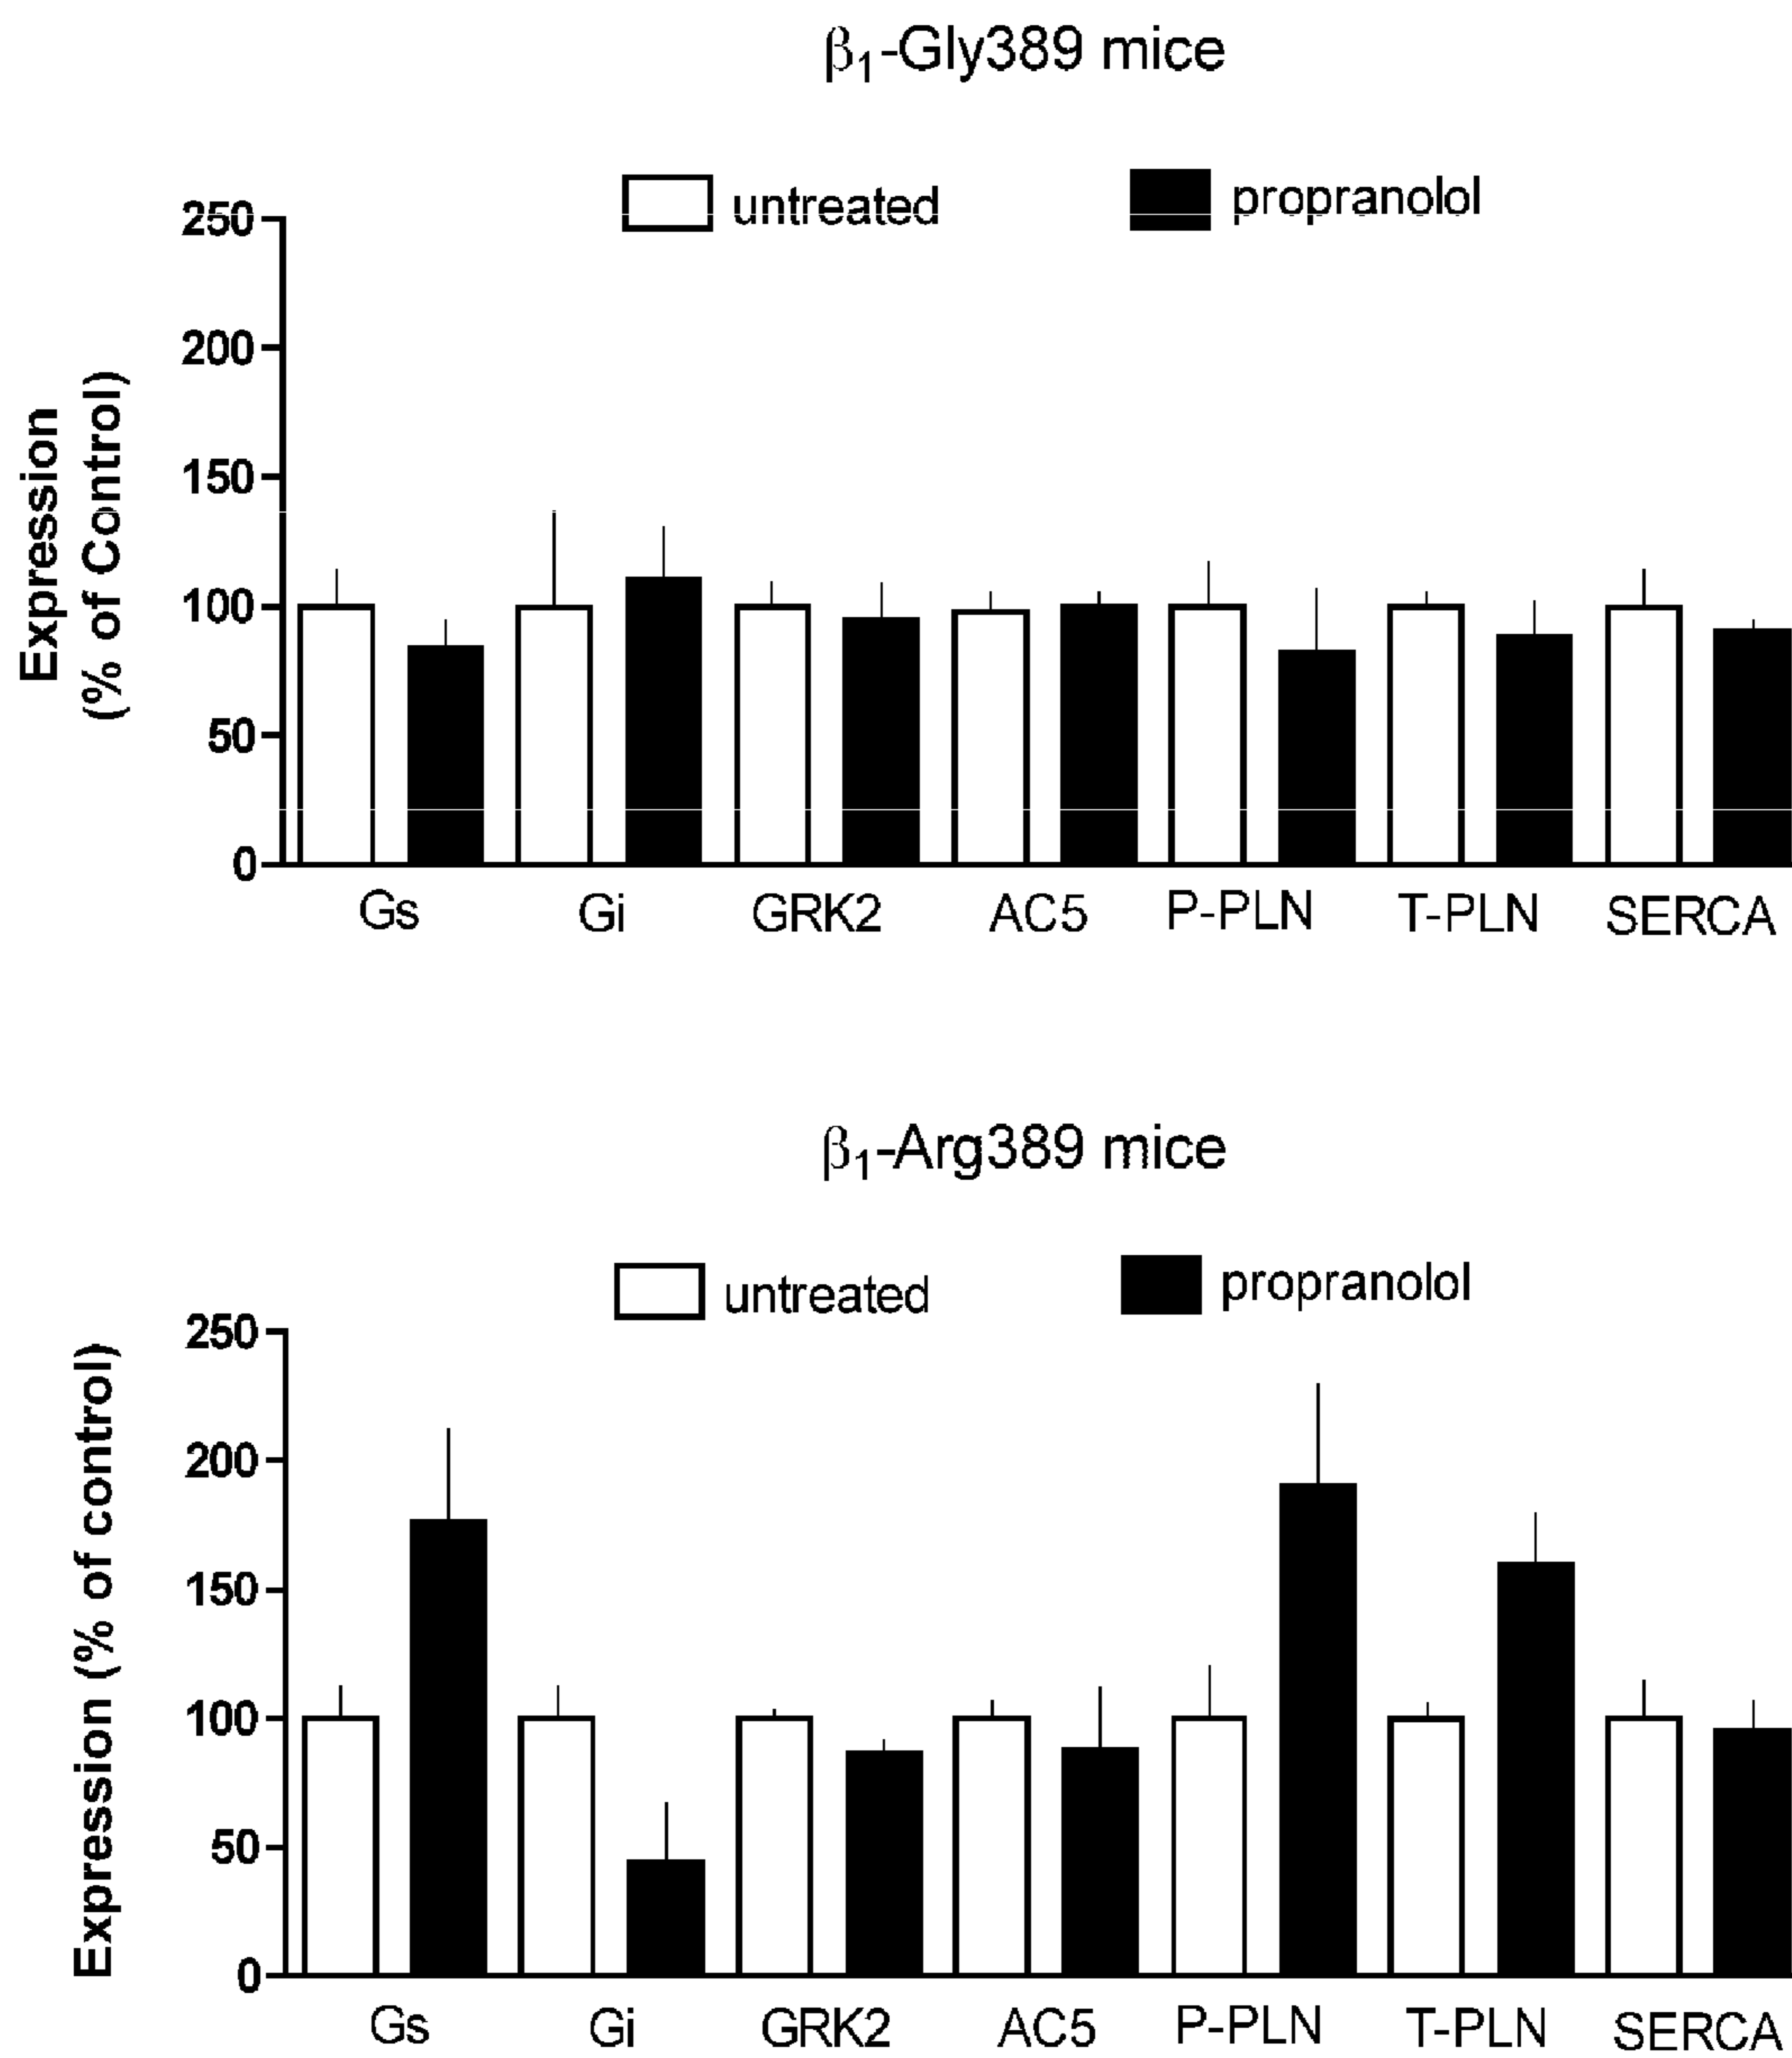 β1-Gly389 mice
untreated propranolol
250
200
150
100
50
0
Expression
(% of Control)
Gs Gi GRK2 AC5 P-PLN T-PLN SERCA
β1-Arg389 mice
untreated propranolol
250
200
150
100
50
0
Expression (% of control)
Gs Gi GRK2 AC5 P-PLN T-PLN SERCA